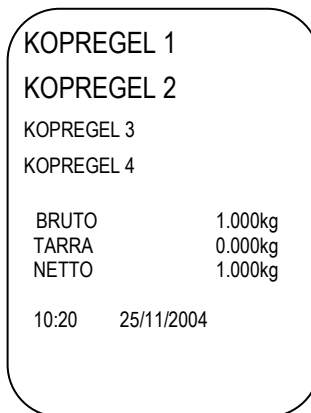 KOPREGEL 1
KOPREGEL 2
KOPREGEL 3
KOPREGEL 4
BRUTO 1.000kg
TARRA 0.000kg
NETTO 1.000kg
10:20 25/11/2004